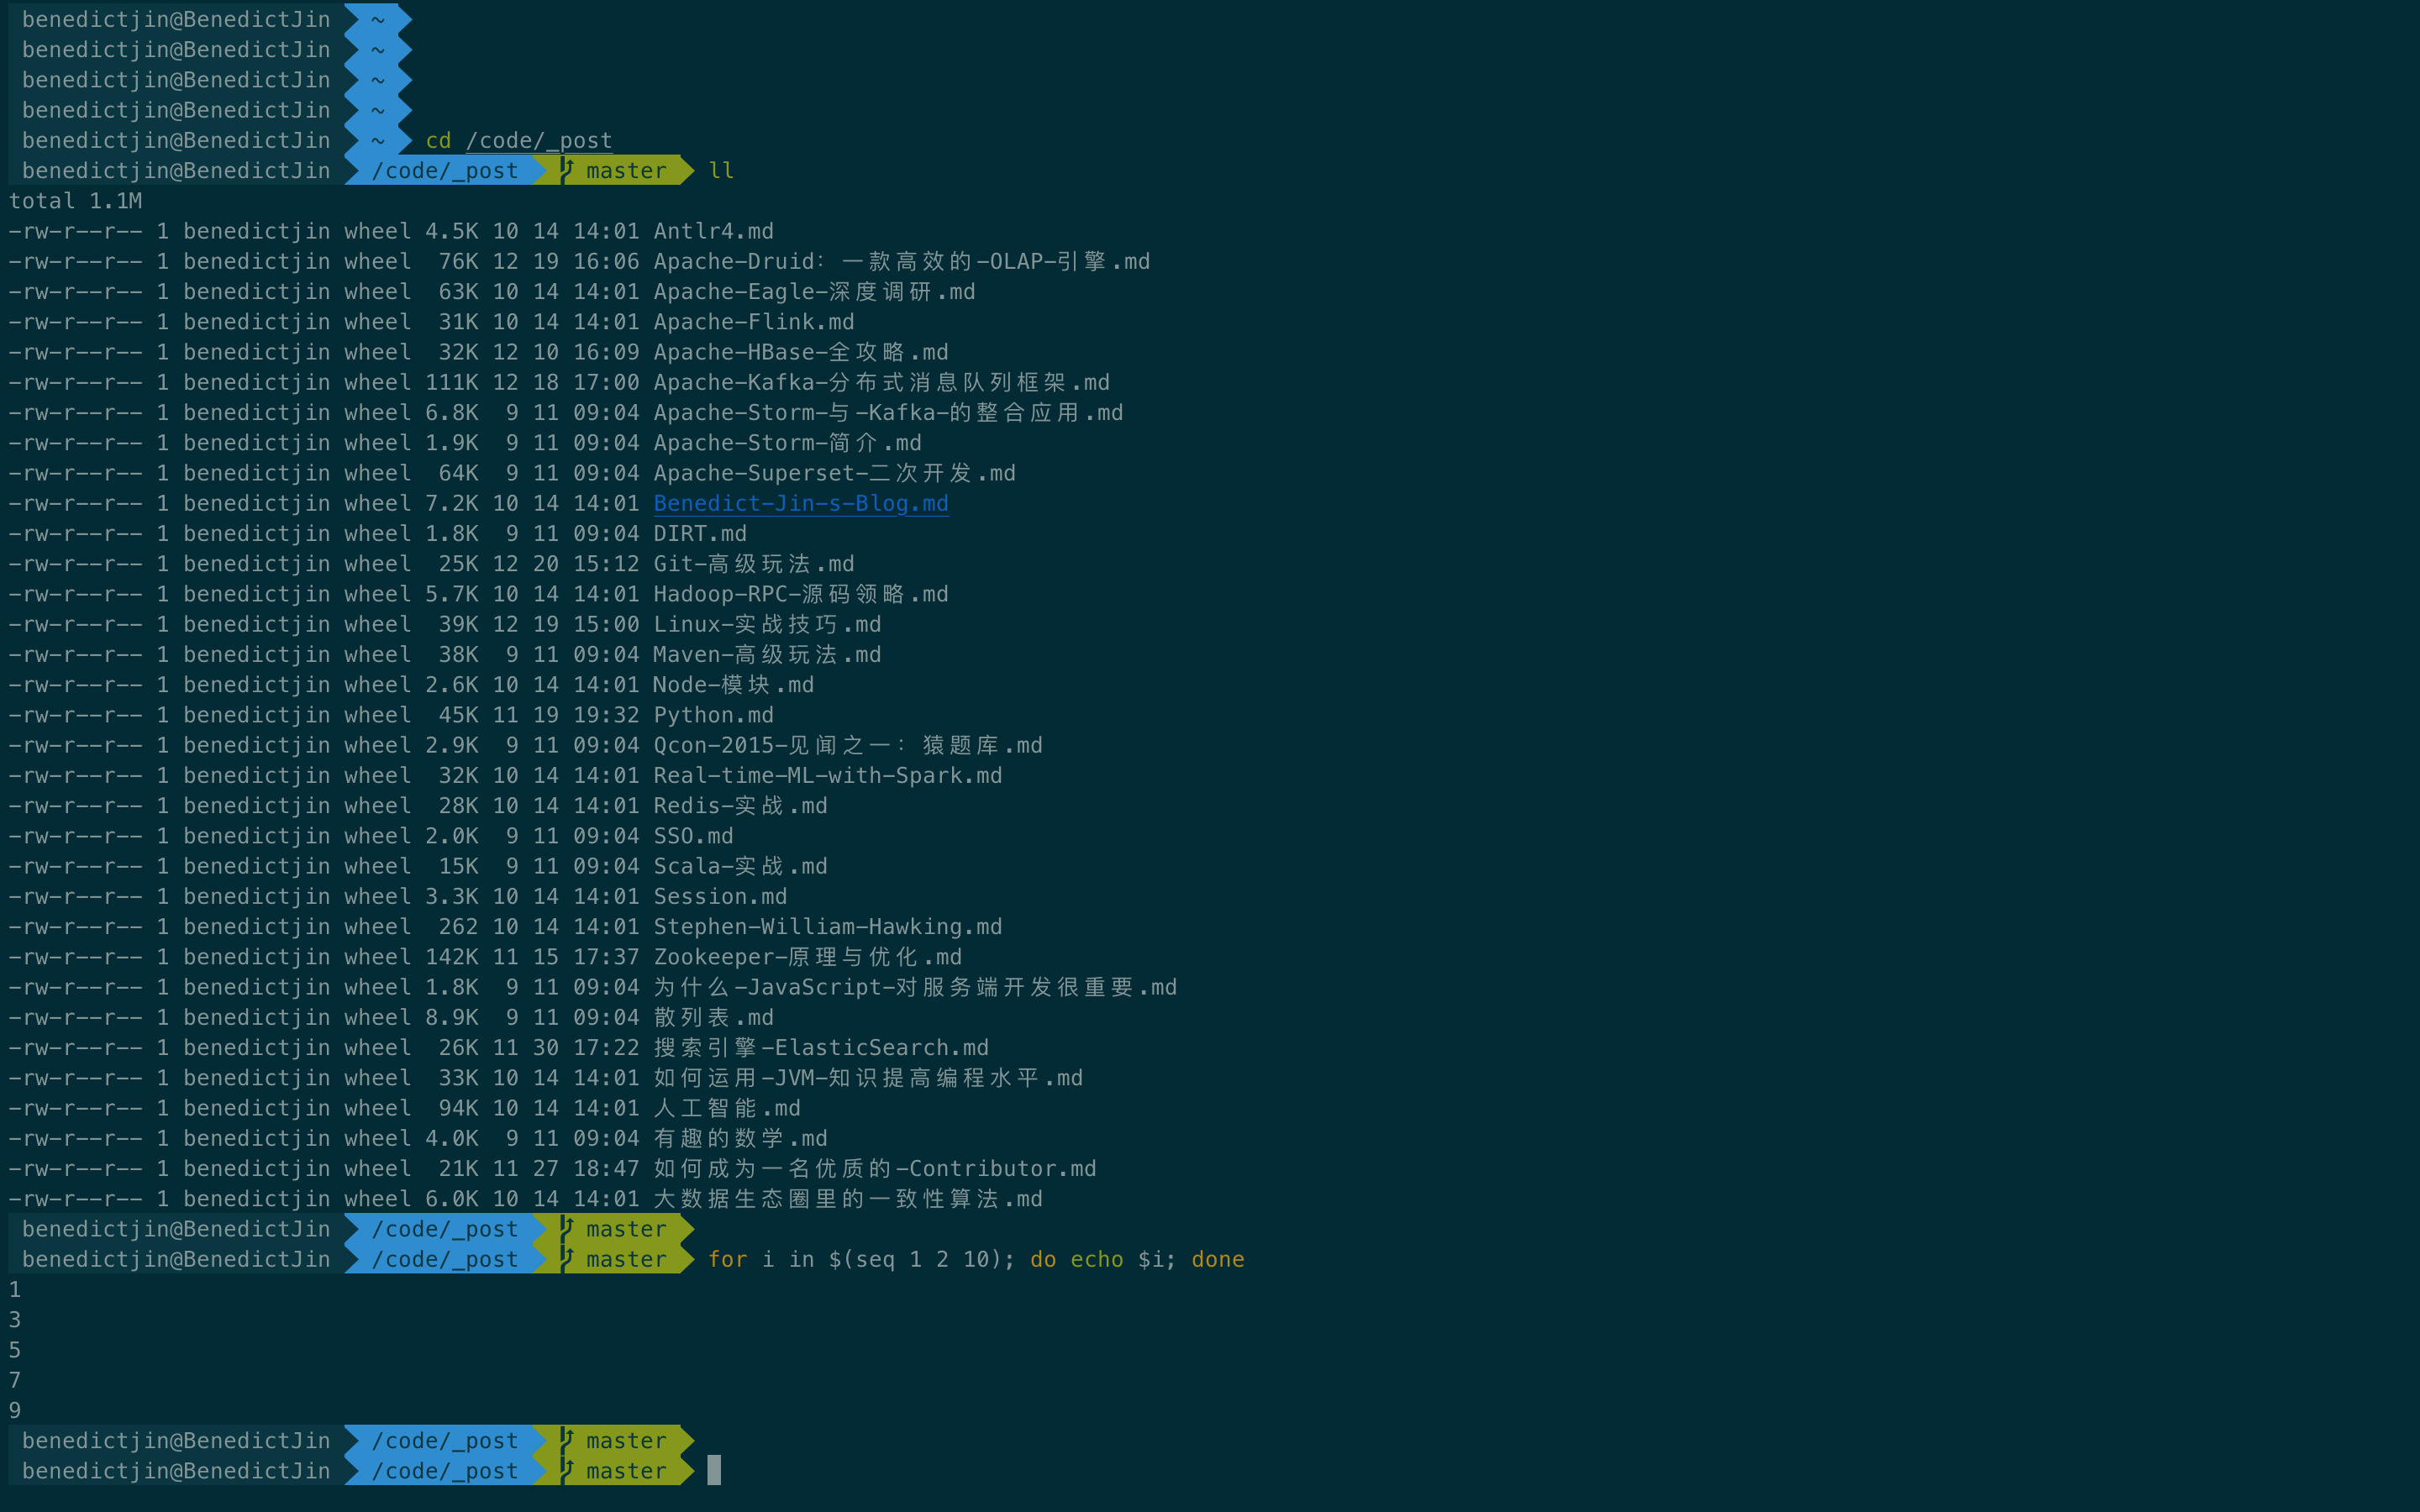 benedictjin@BenedictJin ~
benedictjin@BenedictJin ~
benedictjin@BenedictJin ~
benedictjin@BenedictJin ~
benedictjin@BenedictJin ~ cd /code/_post
benedictjin@BenedictJin /code/_post master ll
total 1.1M
-rw-r--r-- 1 benedictjin wheel 4.5K 10 14 14:01 Antlr4.md
-rw-r--r-- 1 benedictjin wheel  76K 12 19 16:06 Apache-Druid：一款高效的-OLAP-引擎.md
-rw-r--r-- 1 benedictjin wheel  63K 10 14 14:01 Apache-Eagle-深度调研.md
-rw-r--r-- 1 benedictjin wheel  31K 10 14 14:01 Apache-Flink.md
-rw-r--r-- 1 benedictjin wheel  32K 12 10 16:09 Apache-HBase-全攻略.md
-rw-r--r-- 1 benedictjin wheel 111K 12 18 17:00 Apache-Kafka-分布式消息队列框架.md
-rw-r--r-- 1 benedictjin wheel 6.8K  9 11 09:04 Apache-Storm-与-Kafka-的整合应用.md
-rw-r--r-- 1 benedictjin wheel 1.9K  9 11 09:04 Apache-Storm-简介.md
-rw-r--r-- 1 benedictjin wheel  64K  9 11 09:04 Apache-Superset-二次开发.md
-rw-r--r-- 1 benedictjin wheel 7.2K 10 14 14:01 Benedict-Jin-s-Blog.md
-rw-r--r-- 1 benedictjin wheel 1.8K  9 11 09:04 DIRT.md
-rw-r--r-- 1 benedictjin wheel  25K 12 20 15:12 Git-高级玩法.md
-rw-r--r-- 1 benedictjin wheel 5.7K 10 14 14:01 Hadoop-RPC-源码领略.md
-rw-r--r-- 1 benedictjin wheel  39K 12 19 15:00 Linux-实战技巧.md
-rw-r--r-- 1 benedictjin wheel  38K  9 11 09:04 Maven-高级玩法.md
-rw-r--r-- 1 benedictjin wheel 2.6K 10 14 14:01 Node-模块.md
-rw-r--r-- 1 benedictjin wheel  45K 11 19 19:32 Python.md
-rw-r--r-- 1 benedictjin wheel 2.9K  9 11 09:04 Qcon-2015-见闻之一：猿题库.md
-rw-r--r-- 1 benedictjin wheel  32K 10 14 14:01 Real-time-ML-with-Spark.md
-rw-r--r-- 1 benedictjin wheel  28K 10 14 14:01 Redis-实战.md
-rw-r--r-- 1 benedictjin wheel 2.0K  9 11 09:04 SSO.md
-rw-r--r-- 1 benedictjin wheel  15K  9 11 09:04 Scala-实战.md
-rw-r--r-- 1 benedictjin wheel 3.3K 10 14 14:01 Session.md
-rw-r--r-- 1 benedictjin wheel  262 10 14 14:01 Stephen-William-Hawking.md
-rw-r--r-- 1 benedictjin wheel 142K 11 15 17:37 Zookeeper-原理与优化.md
-rw-r--r-- 1 benedictjin wheel 1.8K  9 11 09:04 为什么-JavaScript-对服务端开发很重要.md
-rw-r--r-- 1 benedictjin wheel 8.9K  9 11 09:04 散列表.md
-rw-r--r-- 1 benedictjin wheel  26K 11 30 17:22 搜索引擎-ElasticSearch.md
-rw-r--r-- 1 benedictjin wheel  33K 10 14 14:01 如何运用-JVM-知识提高编程水平.md
-rw-r--r-- 1 benedictjin wheel  94K 10 14 14:01 人工智能.md
-rw-r--r-- 1 benedictjin wheel 4.0K  9 11 09:04 有趣的数学.md
-rw-r--r-- 1 benedictjin wheel  21K 11 27 18:47 如何成为一名优质的-Contributor.md
-rw-r--r-- 1 benedictjin wheel 6.0K 10 14 14:01 大数据生态圈里的一致性算法.md
benedictjin@BenedictJin /code/_post master
benedictjin@BenedictJin /code/_post master for i in $(seq 1 2 10); do echo $i; done
1
3
5
7
9
benedictjin@BenedictJin /code/_post master
benedictjin@BenedictJin /code/_post master